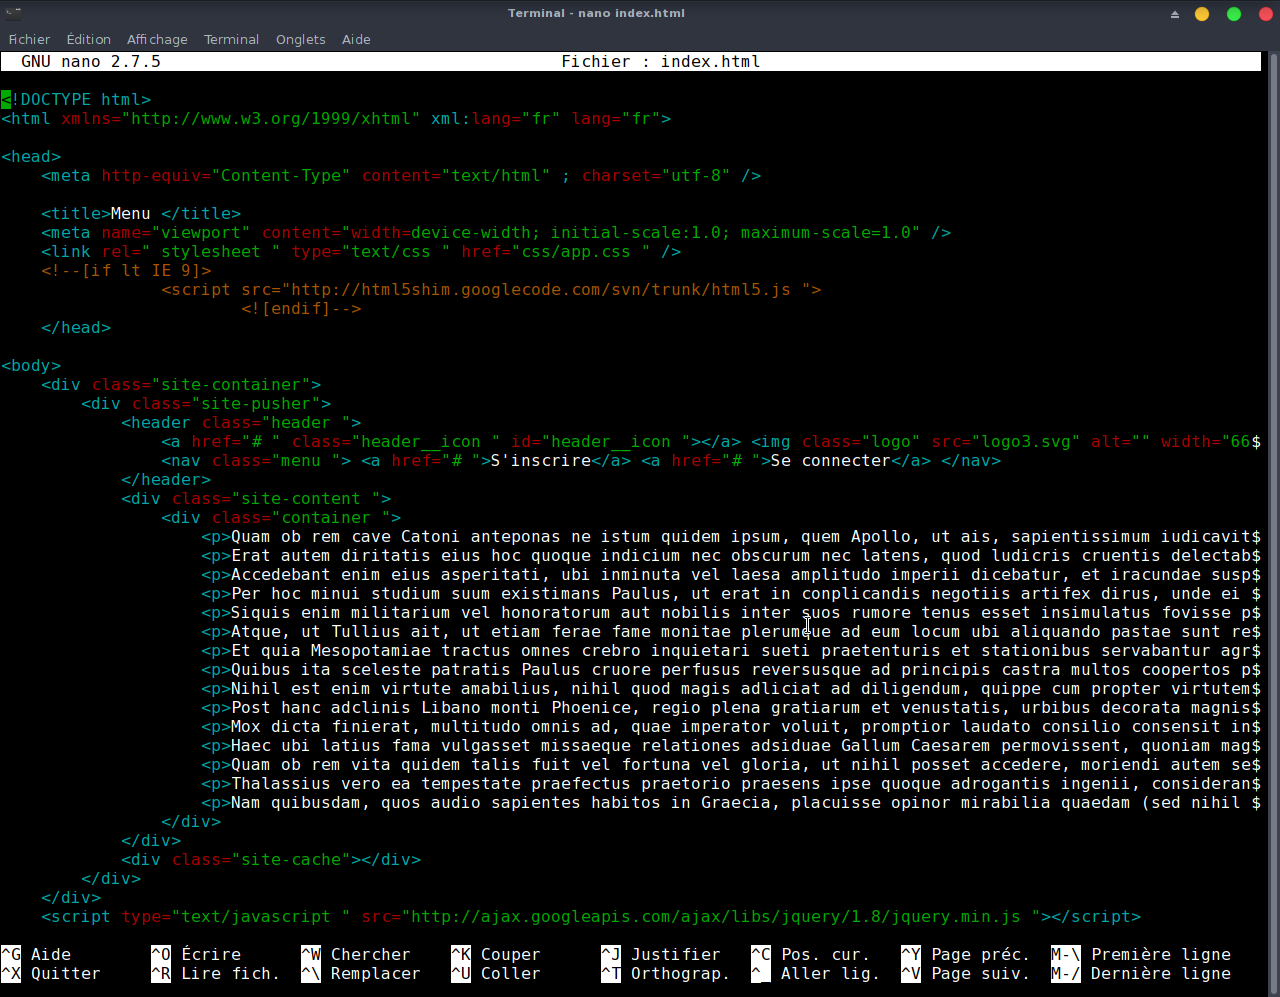 Terminal - nano index.html
Fichier Édition Affichage Terminal Onglets Aide
GNU nano 2.7.5 Fichier : index.html
<!DOCTYPE html>
<html xmlns="http://www.w3.org/1999/xhtml" xml:lang="fr" lang="fr">
<head>
<meta http-equiv="Content-Type" content="text/html" ; charset="utf-8" />
<title>Menu </title>
<meta name="viewport" content="width=device-width; initial-scale:1.0; maximum-scale=1.0" />
<link rel=" stylesheet " type="text/css " href="css/app.css " />
<!--[if lt IE 9]>
<script src="http://html5shim.googlecode.com/svn/trunk/html5.js ">
<![endif]-->
</head>
<body>
<div class="site-container">
<div class="site-pusher">
<header class="header ">
<a href="# " class="header__icon " id="header__icon "></a> <img class="logo" src="logo3.svg" alt="" width="66$
<nav class="menu "> <a href="# ">S'inscrire</a> <a href="# ">Se connecter</a> </nav>
</header>
<div class="site-content ">
<div class="container ">
<p>Quam ob rem cave Catoni anteponas ne istum quidem ipsum, quem Apollo, ut ais, sapientissimum iudicavit$
<p>Erat autem diritatis eius hoc quoque indicium nec obscurum nec latens, quod ludicris cruentis delectab$
<p>Accedebant enim eius asperitati, ubi inminuta vel laesa amplitudo imperii dicebatur, et iracundae susp$
<p>Per hoc minui studium suum existimans Paulus, ut erat in conplicandis negotiis artifex dirus, unde ei $
<p>Siquis enim militarium vel honoratorum aut nobilis inter suos rumore tenus esset insimulatus fovisse p$
<p>Atque, ut Tullius ait, ut etiam ferae fame monitae plerumque ad eum locum ubi aliquando pastae sunt re$
<p>Et quia Mesopotamiae tractus omnes crebro inquietari sueti praetenturis et stationibus servabantur agr$
<p>Quibus ita sceleste patratis Paulus cruore perfusus reversusque ad principis castra multos coopertos p$
<p>Nihil est enim virtute amabilius, nihil quod magis adliciat ad diligendum, quippe cum propter virtutem$
<p>Post hanc adclinis Libano monti Phoenice, regio plena gratiarum et venustatis, urbibus decorata magnis$
<p>Mox dicta finierat, multitudo omnis ad, quae imperator voluit, promptior laudato consilio consensit in$
<p>Haec ubi latius fama vulgasset missaeque relationes adsiduae Gallum Caesarem permovissent, quoniam mag$
<p>Quam ob rem vita quidem talis fuit vel fortuna vel gloria, ut nihil posset accedere, moriendi autem se$
<p>Thalassius vero ea tempestate praefectus praetorio praesens ipse quoque adrogantis ingenii, consideran$
<p>Nam quibusdam, quos audio sapientes habitos in Graecia, placuisse opinor mirabilia quaedam (sed nihil $
</div>
</div>
<div class="site-cache"></div>
</div>
</div>
<script type="text/javascript " src="http://ajax.googleapis.com/ajax/libs/jquery/1.8/jquery.min.js "></script>
^G Aide ^O Écrire ^W Chercher ^K Couper ^J Justifier ^C Pos. cur. ^Y Page préc. M-\ Première ligne
^X Quitter ^R Lire fich. ^\ Remplacer ^U Coller ^T Orthograp. ^_ Aller lig. ^V Page suiv. M-/ Dernière ligne